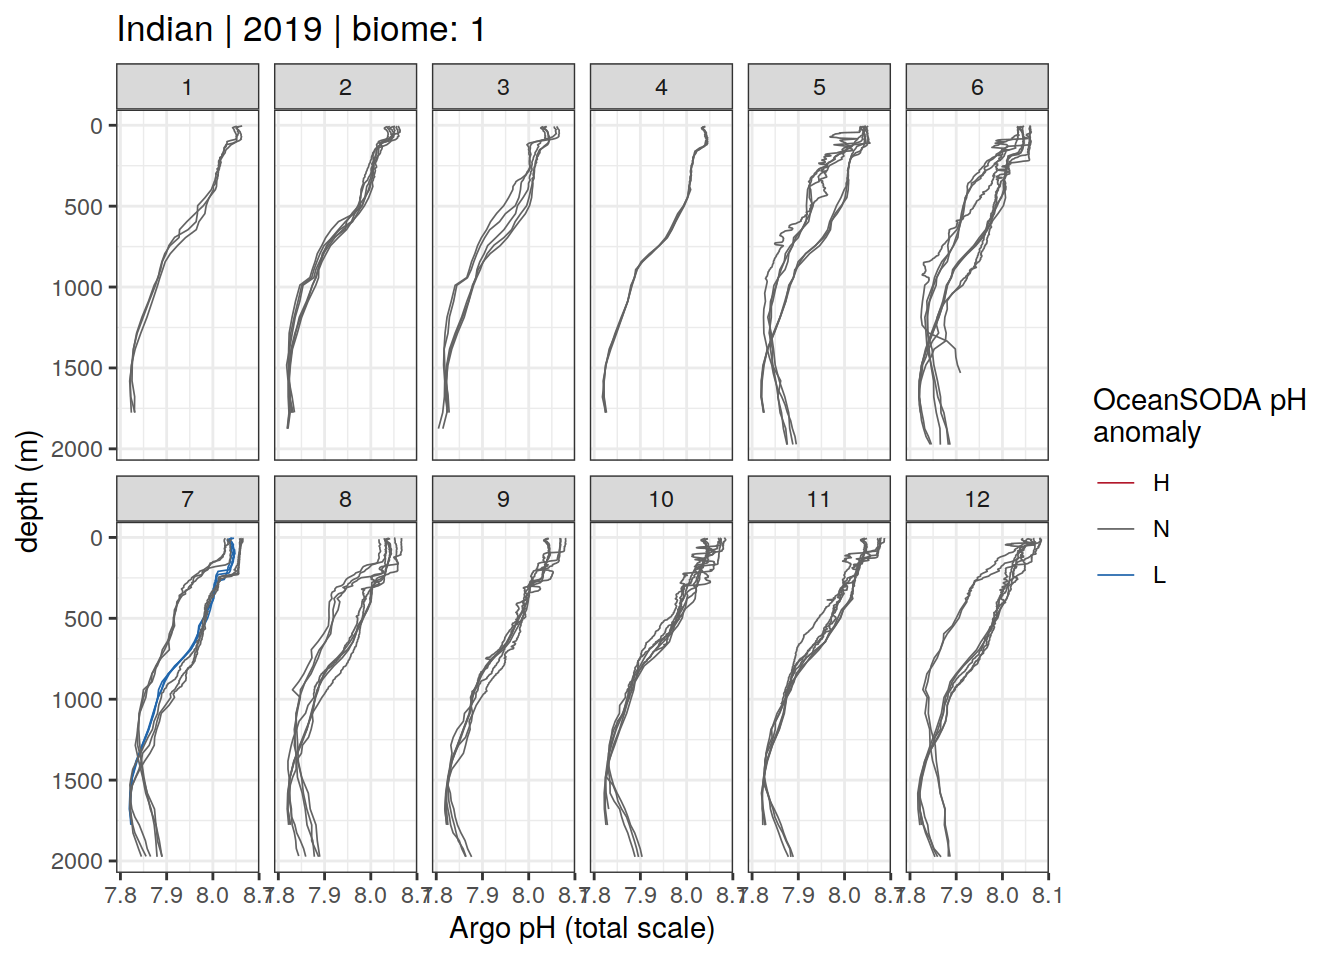 Indian | 2019 | biome: 1
1 2 3 4 5 6
0
500
1000
1500
2000
7 8 9 10 11 12
0
500
1000
1500
2000
7.8 7.9 8.0 8.1 7.8 7.9 8.0 8.1 7.8 7.9 8.0 8.1 7.8 7.9 8.0 8.1 7.8 7.9 8.0 8.1 7.8 7.9 8.0 8.1
Argo pH (total scale)
depth (m)
OceanSODA pH
anomaly
H
N
L